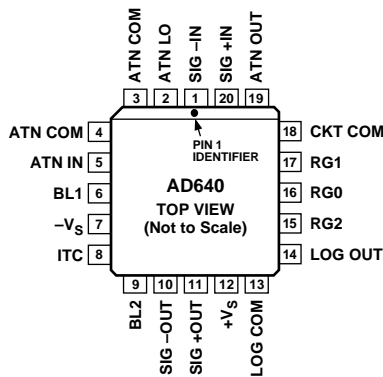 ATN COM
ATN LO
SIG –IN
SIG +IN
ATN OUT
3 2 1 20 19
ATN COM 4
ATN IN 5
BL1 6
–VS 7
ITC 8
PIN 1
IDENTIFIER
AD640
TOP VIEW
(Not to Scale)
18 CKT COM
17 RG1
16 RG0
15 RG2
14 LOG OUT
9 10 11 12 13
BL2
SIG –OUT
SIG +OUT
+VS
LOG COM